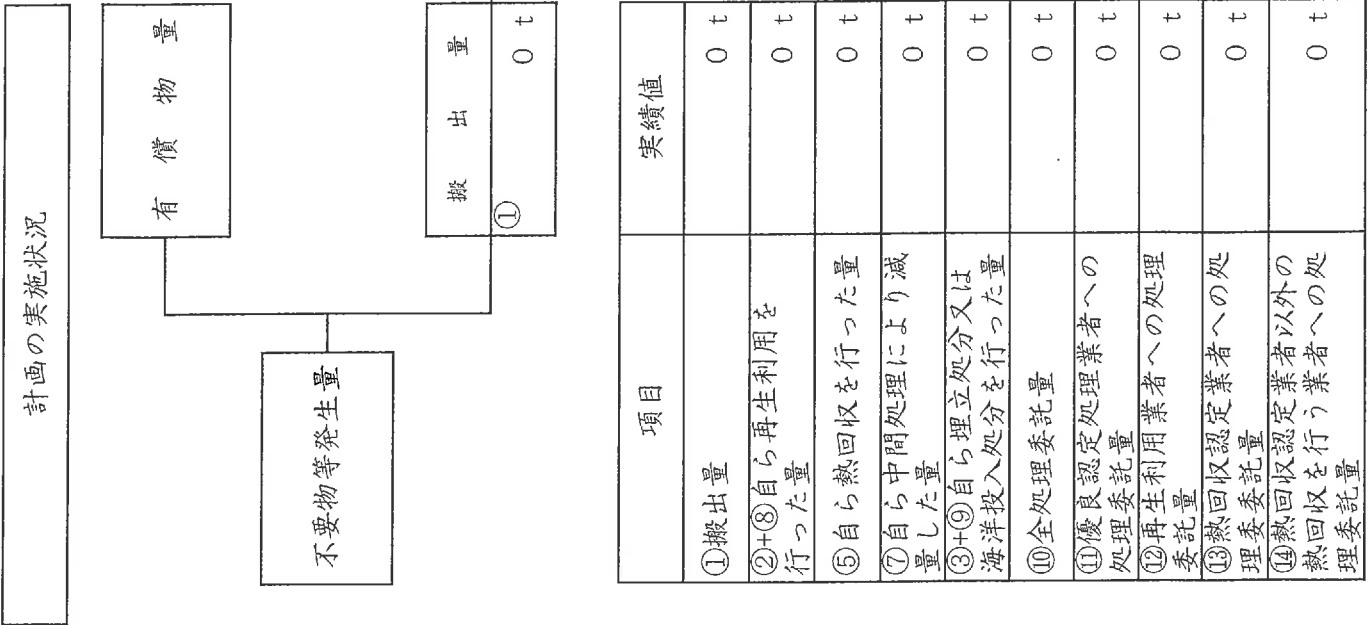 計画の実施状況
有償物量
不要物等発生量
搬出量
①
0 t
項目
実績値
①搬出量
0 t
②+⑧自ら再生利用を
行った量
0 t
⑤自ら熱回収を行った量
0 t
⑦自ら中間処理により減
量した量
0 t
③+⑨自ら埋立処分又は
海洋投入処分を行った量
0 t
⑩全処理委託量
0 t
⑪優良認定処理業者への
処理委託量
0 t
⑫再生利用業者への処理
委託量
0 t
⑬熱回収認定業者への処
理委委託量
0 t
⑭熱回収認定業者以外の
熱回収を行う業者への処
理委託量
0 t